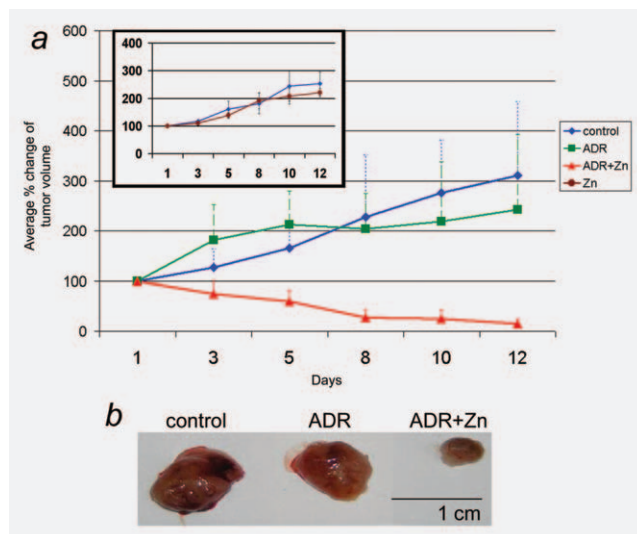 a
600
500
400
300
200
100
0
Average % change of
tumor volume
400
300
200
100
0
1 3 5 8 10 12
control
ADR
ADR+Zn
Zn
1 3 5 8 10 12
Days
b
control ADR ADR+Zn
1 cm